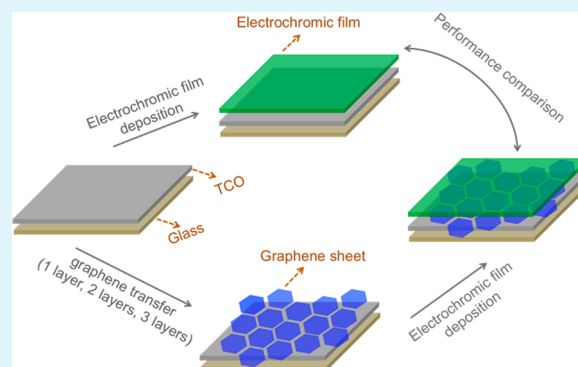 Electrochromic film
Electrochromic film
deposition
Performance comparison
TCO
Glass
graphene transfer
(1 layer, 2 layers, 3 layers)
Graphene sheet
Electrochromic film
deposition